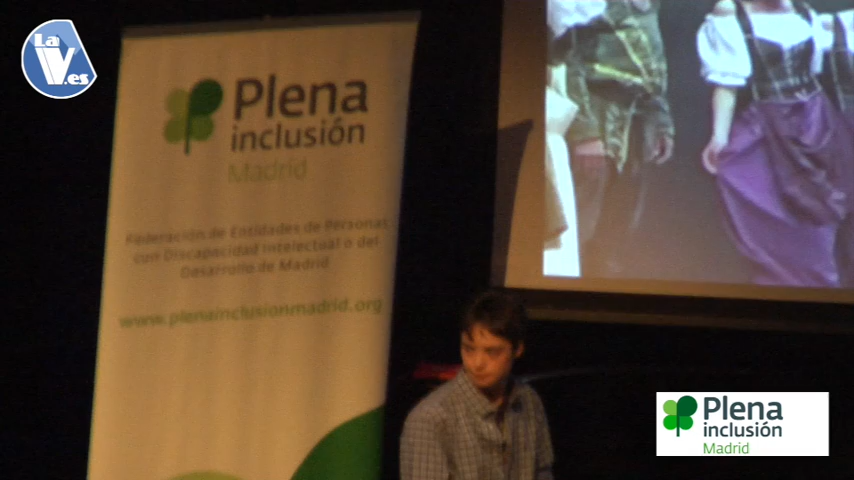 La
V.es
Plena
inclusión
Madrid
Federación de Entidades de Personas
con Discapacidad Intelectual o del
Desarrollo de Madrid
www.plenainclusionmadrid.org
Plena
inclusión
Madrid